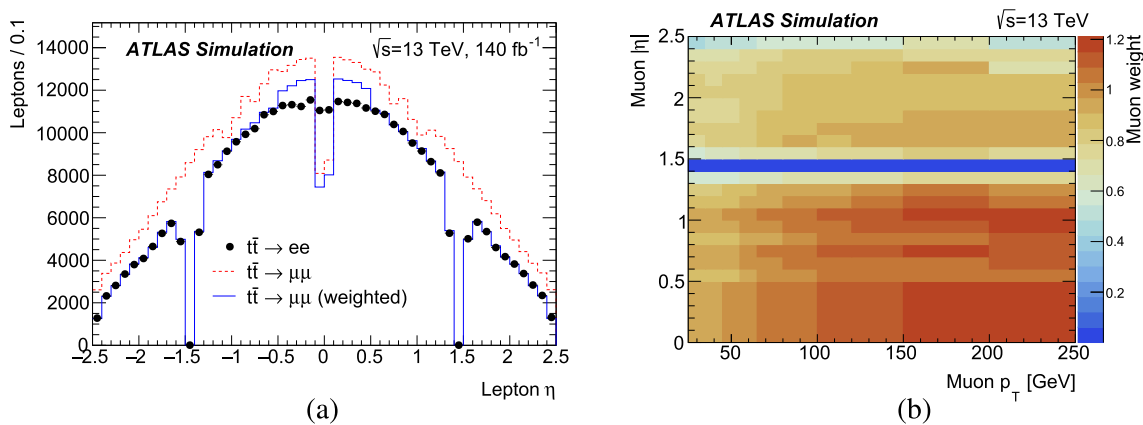 ATLAS Simulation
√s=13 TeV, 140 fb⁻¹
Leptons / 0.1
14000
12000
10000
8000
6000
4000
2000
0
tt̄ → ee
tt̄ → μμ
tt̄ → μμ (weighted)
−2.5 −2 −1.5 −1 −0.5 0 0.5 1 1.5 2 2.5
Lepton η
(a)
ATLAS Simulation
√s=13 TeV
Muon |η|
2.5
2
1.5
1
0.5
0
50 100 150 200 250
Muon p_T [GeV]
1.2
1
0.8
0.6
0.4
0.2
Muon weight
(b)